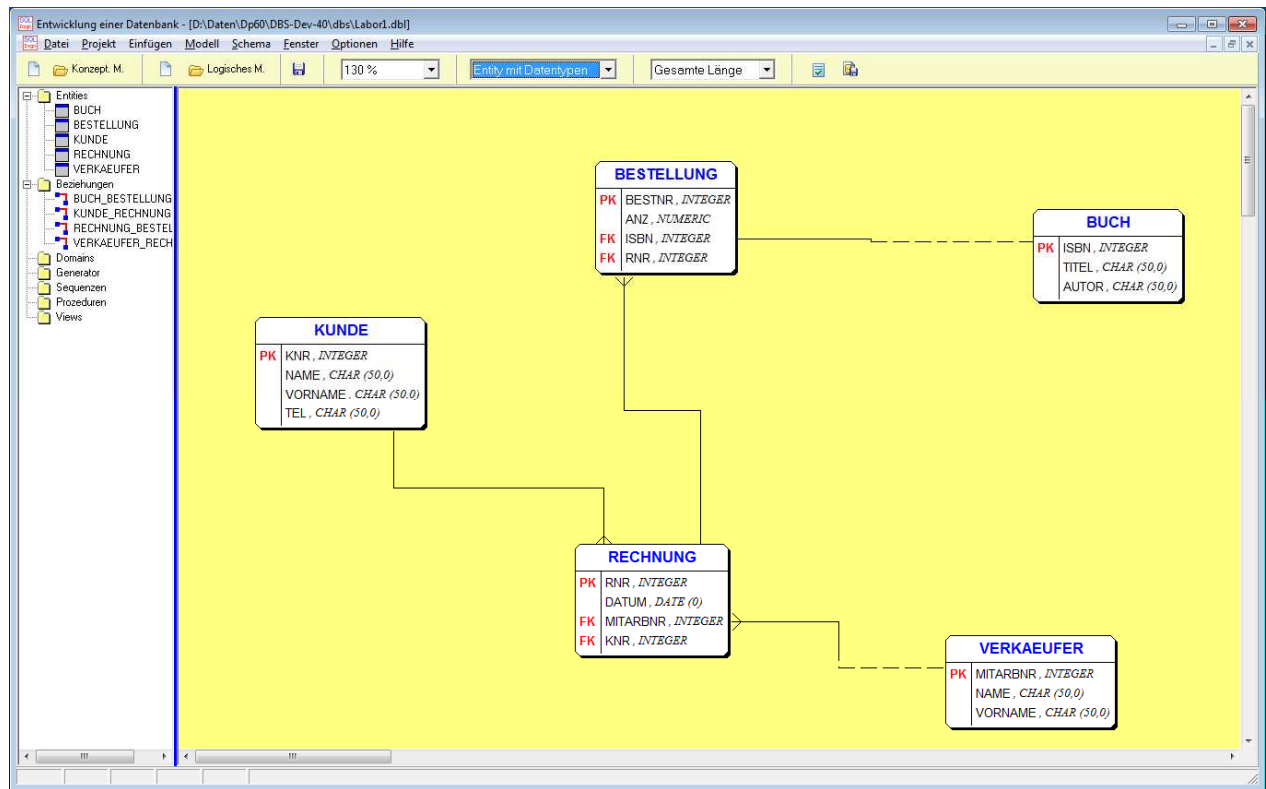 Entwicklung einer Datenbank - [D:\Daten\Dp60\DBS-Dev-40\dbs\Labor1.dbl]
Datei Projekt Einfügen Modell Schema Fenster Optionen Hilfe
Konzept. M. Logisches M. 130 % Entity mit Datentypen Gesamte Länge
Entities
BUCH
BESTELLUNG
KUNDE
RECHNUNG
VERKAEUFER
Beziehungen
BUCH_BESTELLUNG
KUNDE_RECHNUNG
RECHNUNG_BESTEL
VERKAEUFER_RECH
Domains
Generator
Sequenzen
Prozeduren
Views
BESTELLUNG
PK BESTNR , INTEGER
ANZ , NUMERIC
FK ISBN , INTEGER
FK RNR , INTEGER
BUCH
PK ISBN , INTEGER
TITEL , CHAR (50,0)
AUTOR , CHAR (50,0)
KUNDE
PK KNR , INTEGER
NAME , CHAR (50,0)
VORNAME , CHAR (50,0)
TEL , CHAR (50,0)
RECHNUNG
PK RNR , INTEGER
DATUM , DATE (0)
FK MITARBNR , INTEGER
FK KNR , INTEGER
VERKAEUFER
PK MITARBNR , INTEGER
NAME , CHAR (50,0)
VORNAME , CHAR (50,0)